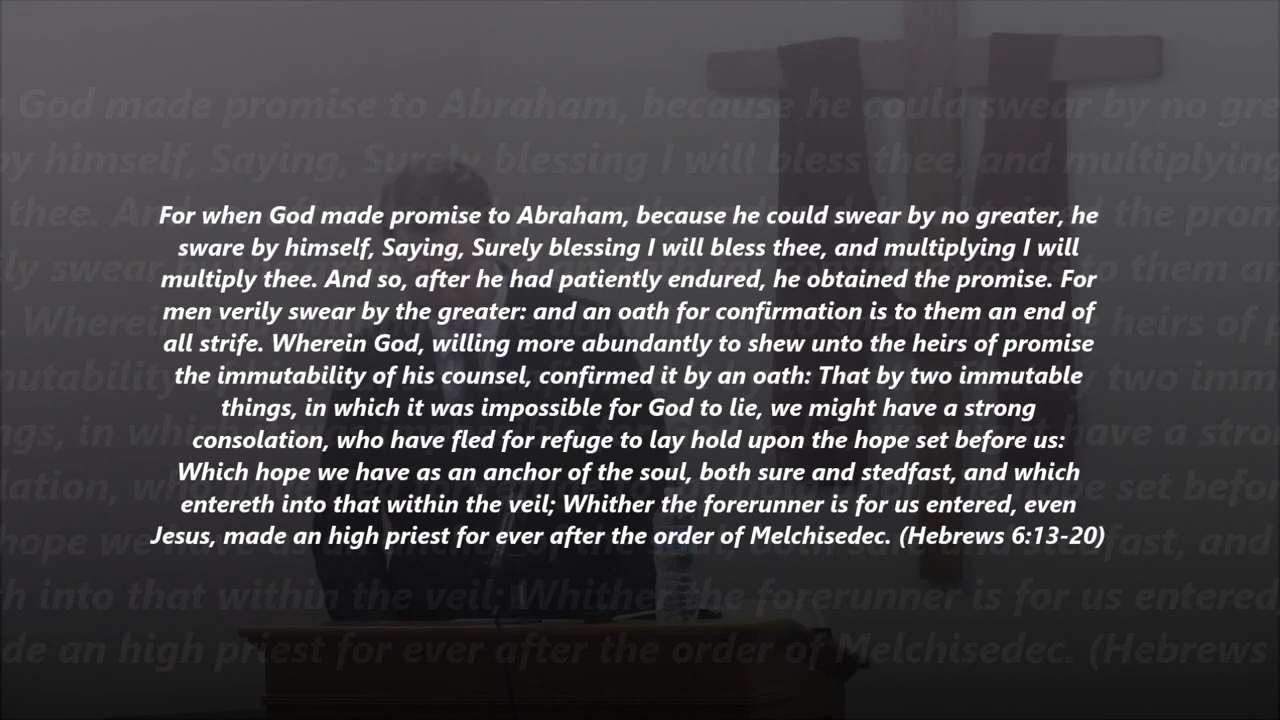 For when God made promise to Abraham, because he could swear by no greater, he
sware by himself, Saying, Surely blessing I will bless thee, and multiplying I will
multiply thee. And so, after he had patiently endured, he obtained the promise. For
men verily swear by the greater: and an oath for confirmation is to them an end of
all strife. Wherein God, willing more abundantly to shew unto the heirs of promise
the immutability of his counsel, confirmed it by an oath: That by two immutable
things, in which it was impossible for God to lie, we might have a strong
consolation, who have fled for refuge to lay hold upon the hope set before us:
Which hope we have as an anchor of the soul, both sure and stedfast, and which
entereth into that within the veil; Whither the forerunner is for us entered, even
Jesus, made an high priest for ever after the order of Melchisedec. (Hebrews 6:13-20)